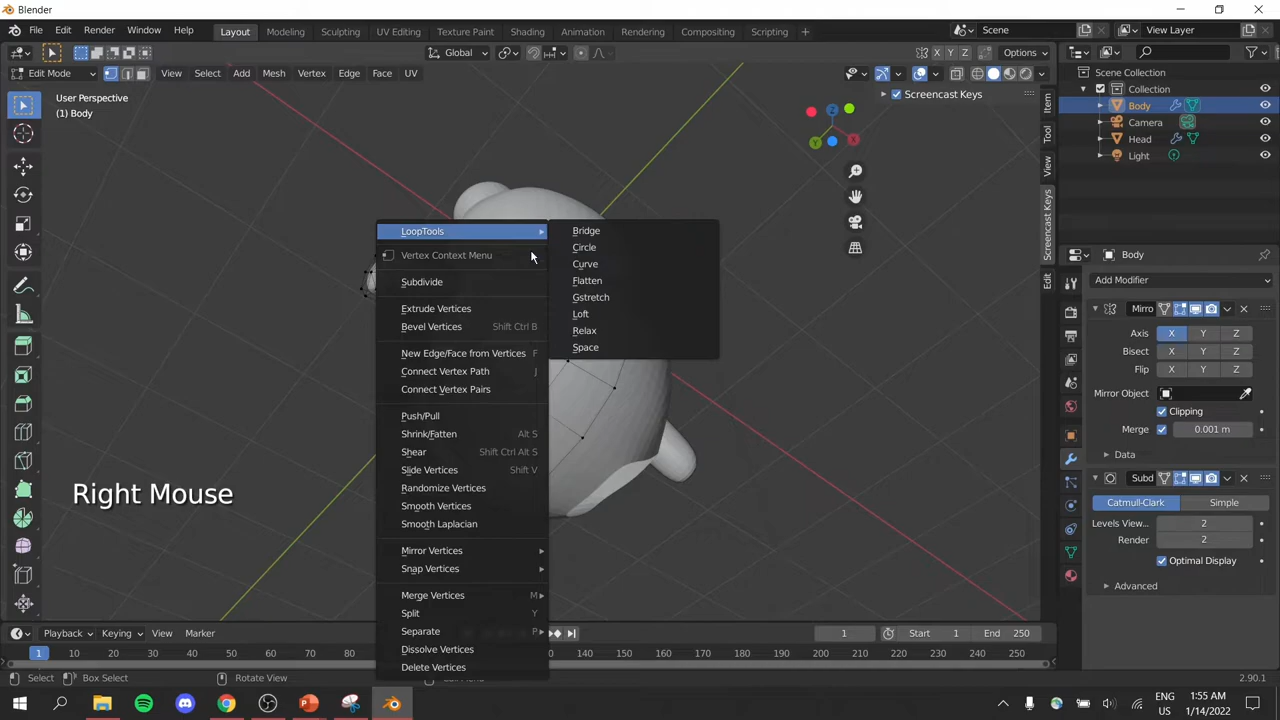 Blender
File Edit Render Window Help Layout Modeling Sculpting UV Editing Texture Paint Shading Animation Rendering Compositing Scripting + Scene View Layer
Global X Y Z Options
Edit Mode View Select Add Mesh Vertex Edge Face UV
User Perspective
(1) Body
Screencast Keys
Item
Tool
View
Screencast Keys
Edit
X
Y
Z
Scene Collection
Collection
Body
Camera
Head
Light
Body
Add Modifier
Mirro
Axis X Y Z
Bisect X Y Z
Flip X Y Z
Mirror Object
Clipping
Merge 0.001 m
Data
Subd
Catmull-Clark Simple
Levels View... 2
Render 2
Optimal Display
Advanced
LoopTools
Vertex Context Menu
Subdivide
Extrude Vertices
Bevel Vertices Shift Ctrl B
New Edge/Face from Vertices F
Connect Vertex Path J
Connect Vertex Pairs
Push/Pull
Shrink/Fatten Alt S
Shear Shift Ctrl Alt S
Slide Vertices Shift V
Randomize Vertices
Smooth Vertices
Smooth Laplacian
Mirror Vertices
Snap Vertices
Merge Vertices M
Split Y
Separate P
Dissolve Vertices
Delete Vertices
Bridge
Circle
Curve
Flatten
Gstretch
Loft
Relax
Space
Right Mouse
Playback Keying View Marker 1 Start 1 End 250
1 10 20 30 40 50 60 70 80 130 140 150 160 170 180 190 200 210 220 230 240 250
Select Box Select Rotate View 2.90.1
ENG
US
1:55 AM
1/14/2022